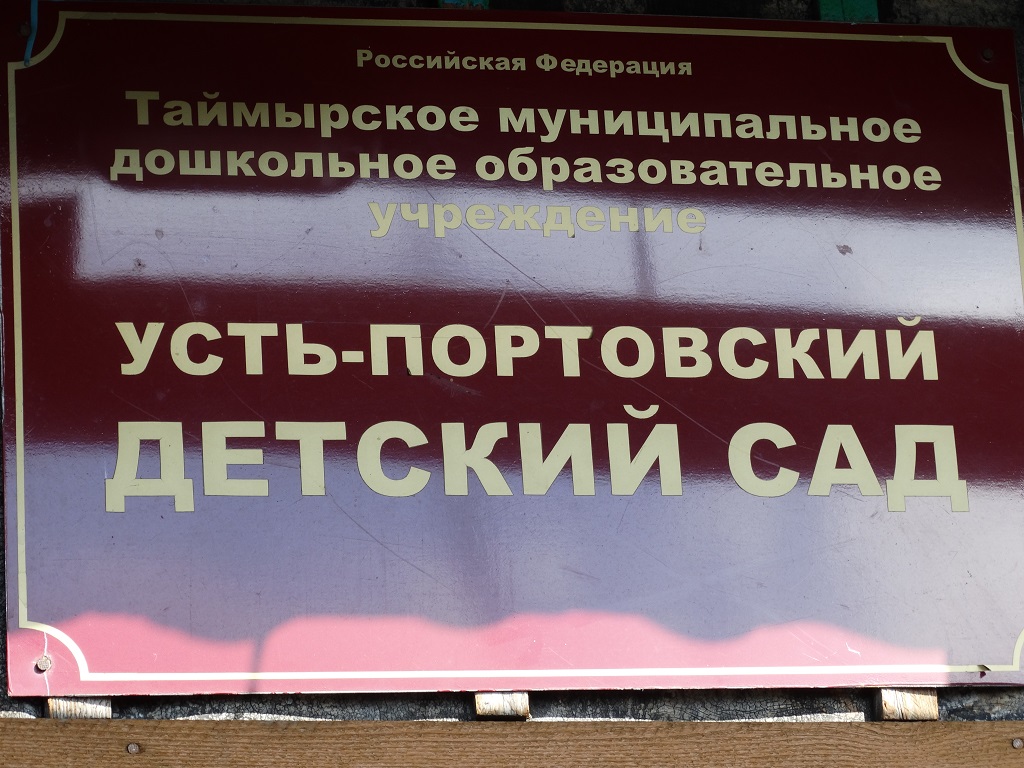 Российская Федерация
Таймырское муниципальное
дошкольное образовательное
учреждение
УСТЬ-ПОРТОВСКИЙ
ДЕТСКИЙ САД